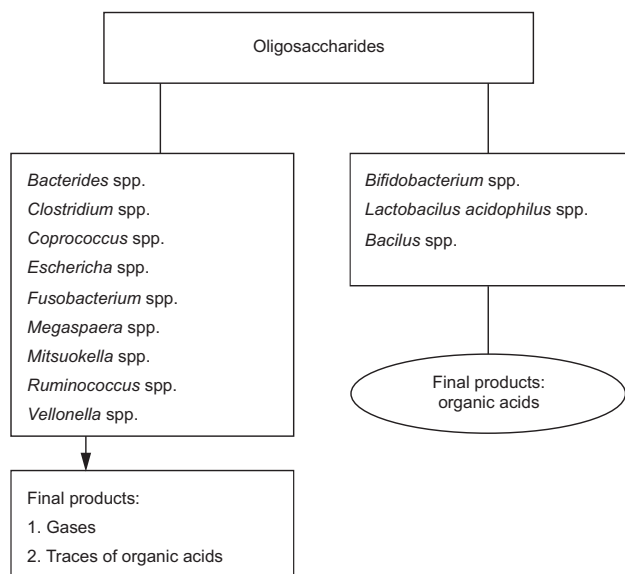 Oligosaccharides
Bacterides spp.
Clostridium spp.
Coprococcus spp.
Eschericha spp.
Fusobacterium spp.
Megaspaera spp.
Mitsuokella spp.
Ruminococcus spp.
Vellonella spp.
Final products:
1. Gases
2. Traces of organic acids
Bifidobacterium spp.
Lactobacilus acidophilus spp.
Bacilus spp.
Final products:
organic acids